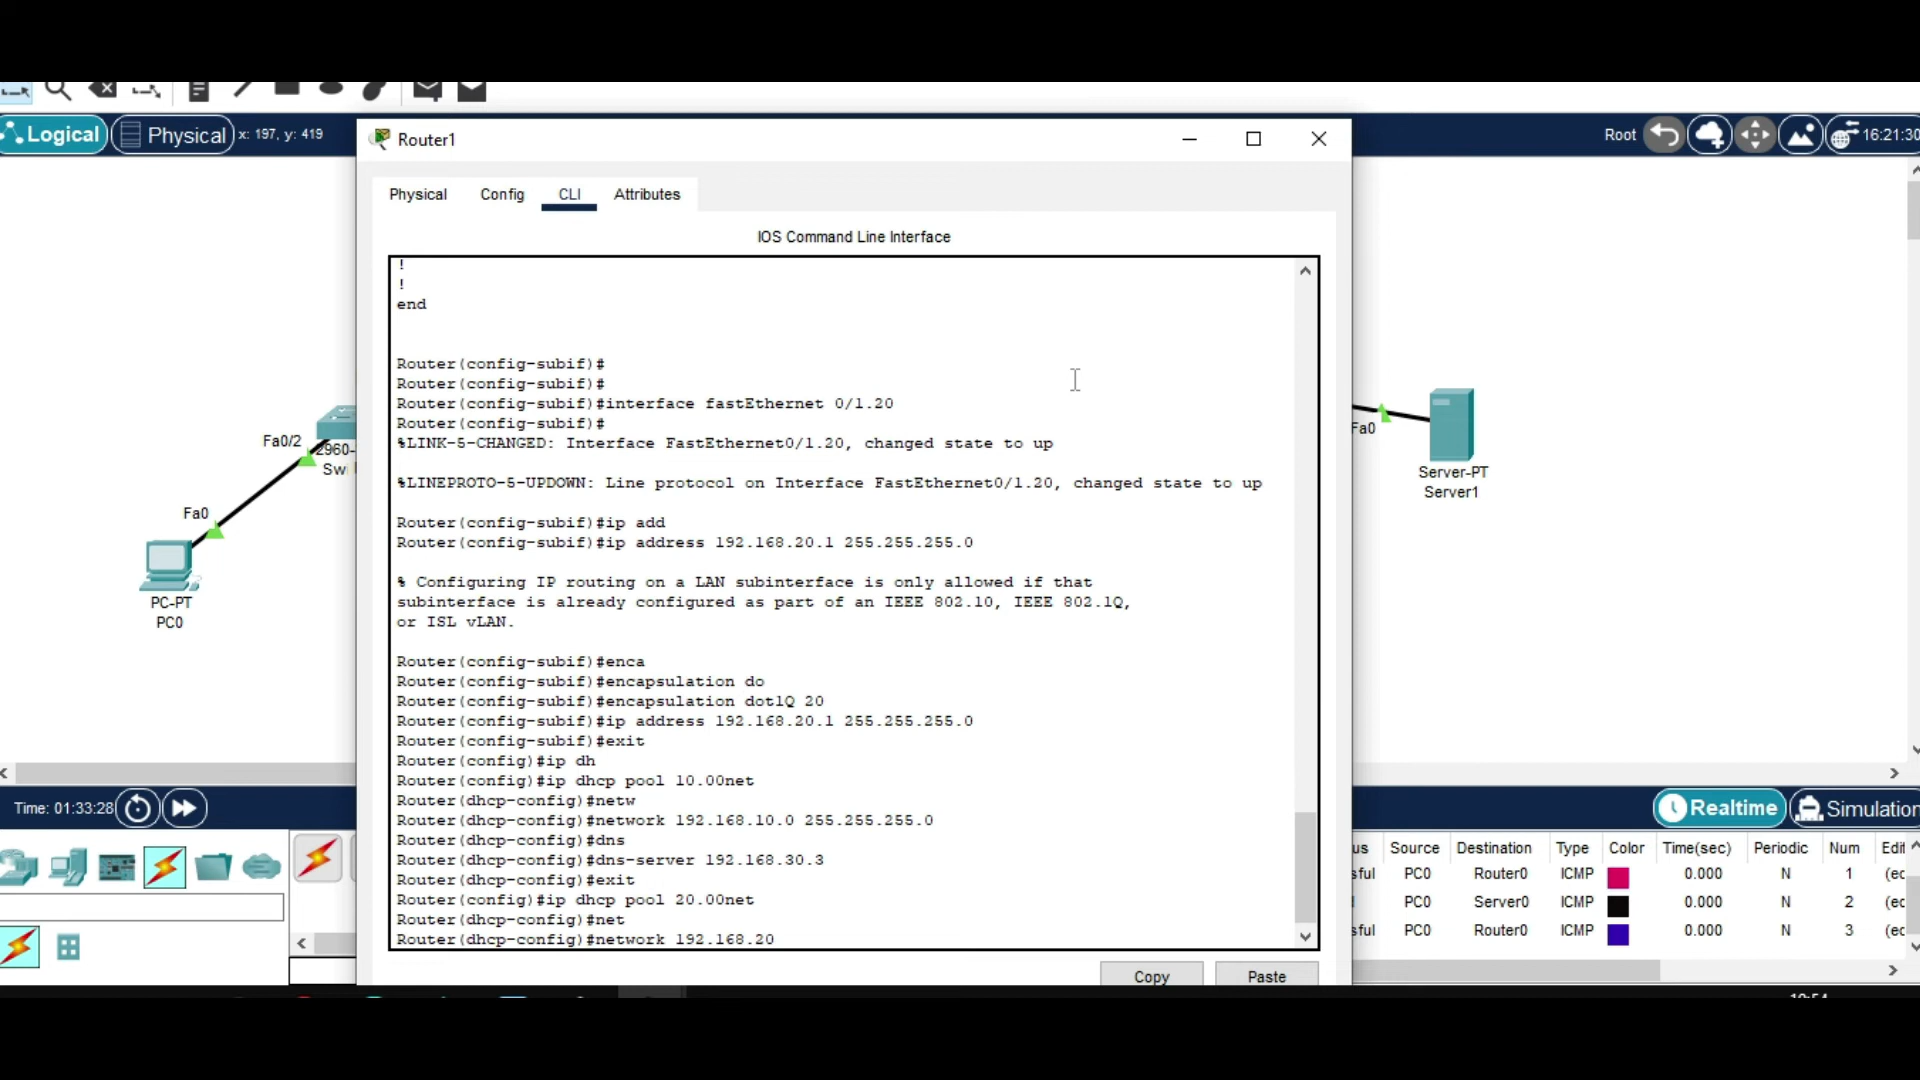 Logical
Physical
x: 197, y: 419
Router1
Root
16:21:30
Physical
Config
CLI
Attributes
IOS Command Line Interface
!
!
end
Router(config-subif)#
Router(config-subif)#
Router(config-subif)#interface fastEthernet 0/1.20
Router(config-subif)#
%LINK-5-CHANGED: Interface FastEthernet0/1.20, changed state to up
%LINEPROTO-5-UPDOWN: Line protocol on Interface FastEthernet0/1.20, changed state to up
Router(config-subif)#ip add
Router(config-subif)#ip address 192.168.20.1 255.255.255.0
% Configuring IP routing on a LAN subinterface is only allowed if that
subinterface is already configured as part of an IEEE 802.10, IEEE 802.1Q,
or ISL vLAN.
Router(config-subif)#enca
Router(config-subif)#encapsulation do
Router(config-subif)#encapsulation dot1Q 20
Router(config-subif)#ip address 192.168.20.1 255.255.255.0
Router(config-subif)#exit
Router(config)#ip dh
Router(config)#ip dhcp pool 10.00net
Router(dhcp-config)#netw
Router(dhcp-config)#network 192.168.10.0 255.255.255.0
Router(dhcp-config)#dns
Router(dhcp-config)#dns-server 192.168.30.3
Router(dhcp-config)#exit
Router(config)#ip dhcp pool 20.00net
Router(dhcp-config)#net
Router(dhcp-config)#network 192.168.20
Copy
Paste
Fa0/2
2960-
Sw
Fa0
PC-PT
PC0
Fa0
Server-PT
Server1
Time: 01:33:28
Realtime
Simulation
us Source Destination Type Color Time(sec) Periodic Num Edi
sful PC0 Router0 ICMP 0.000 N 1 (ec
PC0 Server0 ICMP 0.000 N 2 (ec
sful PC0 Router0 ICMP 0.000 N 3 (ec